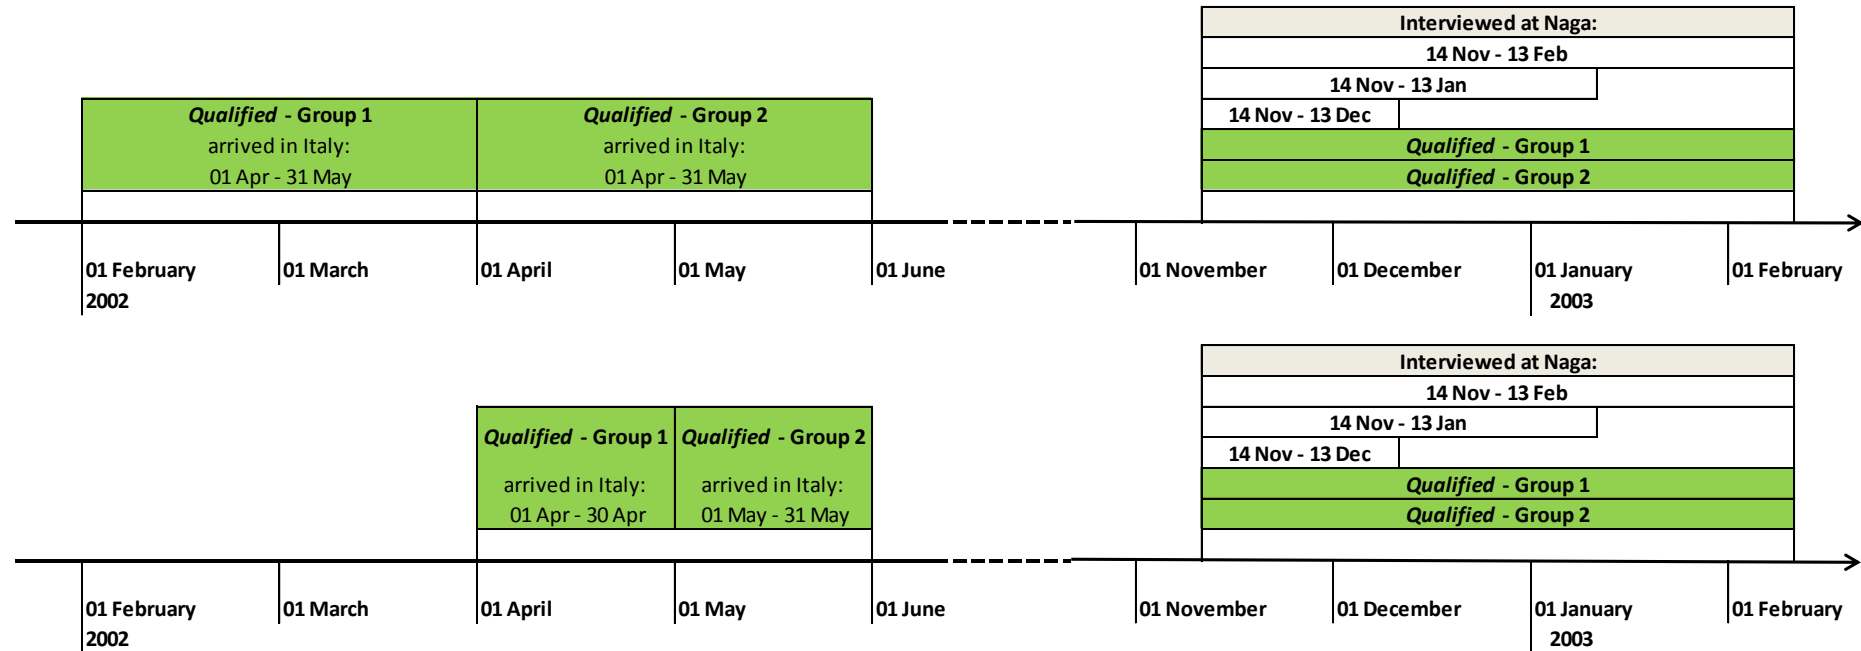 Interviewed at Naga:
14 Nov - 13 Feb
14 Nov - 13 Jan
14 Nov - 13 Dec
Qualified - Group 1
Qualified - Group 2
Qualified - Group 1
arrived in Italy:
01 Apr - 31 May
Qualified - Group 2
arrived in Italy:
01 Apr - 31 May
01 February
2002
01 March
01 April
01 May
01 June
01 November
01 December
01 January
2003
01 February
Interviewed at Naga:
14 Nov - 13 Feb
14 Nov - 13 Jan
14 Nov - 13 Dec
Qualified - Group 1
Qualified - Group 2
Qualified - Group 1
arrived in Italy:
01 Apr - 30 Apr
Qualified - Group 2
arrived in Italy:
01 May - 31 May
01 February
2002
01 March
01 April
01 May
01 June
01 November
01 December
01 January
2003
01 February